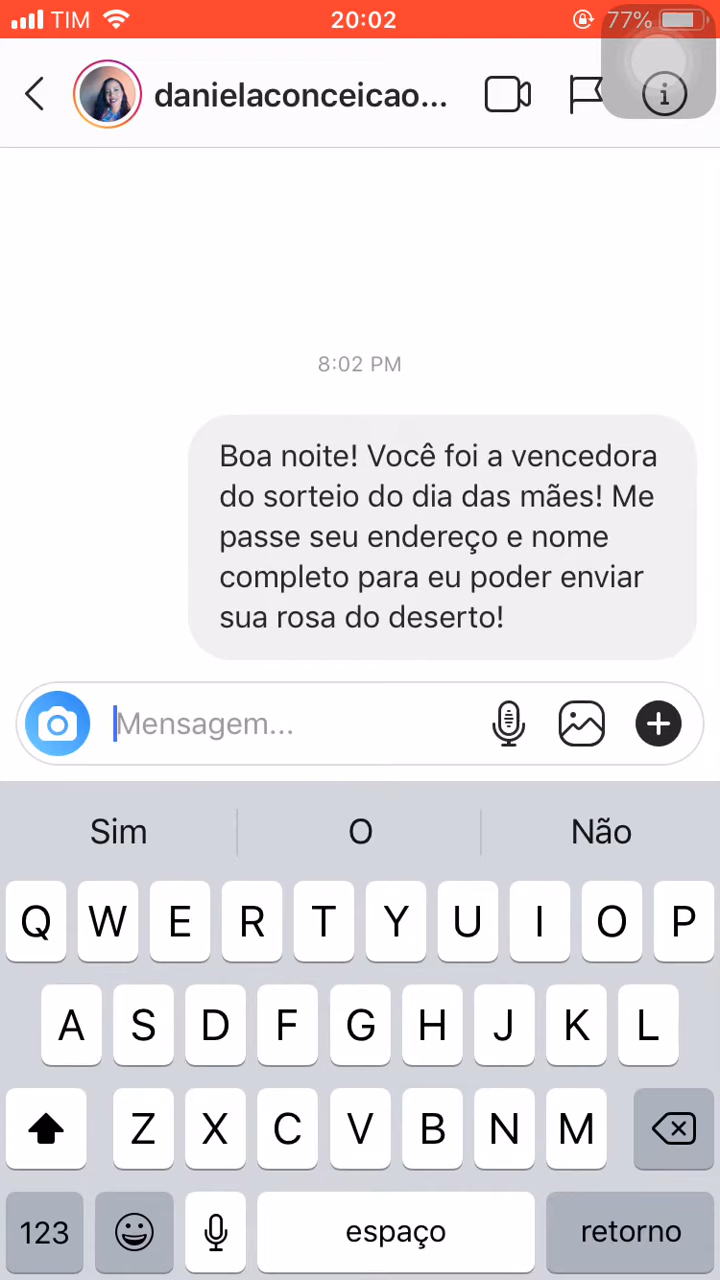 TIM 20:02 77%
danielaconceicao...
8:02 PM
Boa noite! Você foi a vencedora
do sorteio do dia das mães! Me
passe seu endereço e nome
completo para eu poder enviar
sua rosa do deserto!
Mensagem...
Sim O Não
Q W E R T Y U I O P
A S D F G H J K L
Z X C V B N M
123 espaço retorno